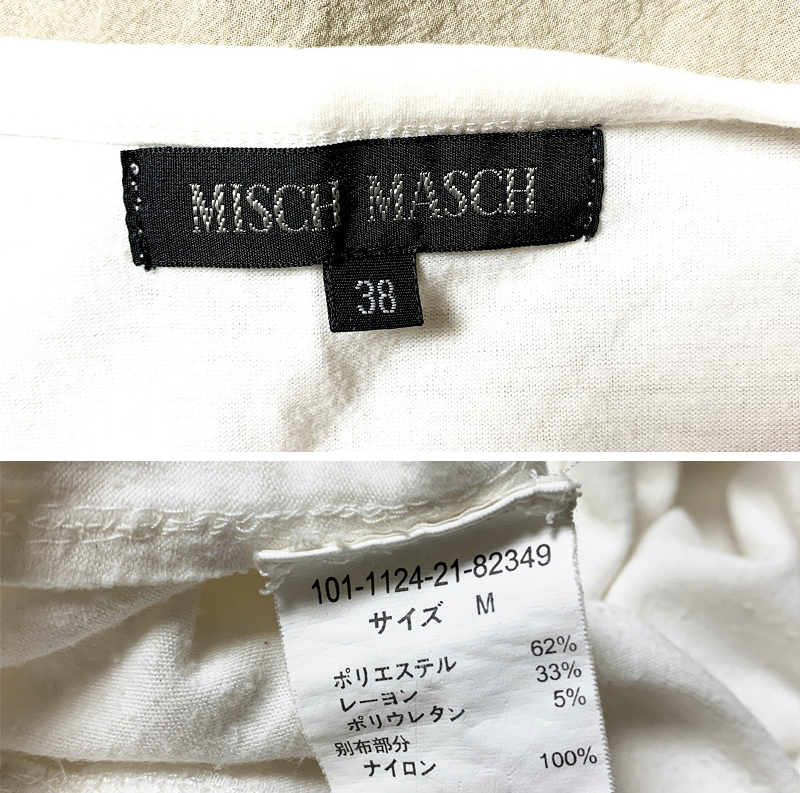 MISCH MASCH
38
101-1124-21-82349
サイズ M
ポリエステル 62%
レーヨン 33%
ポリウレタン 5%
別布部分
ナイロン 100%